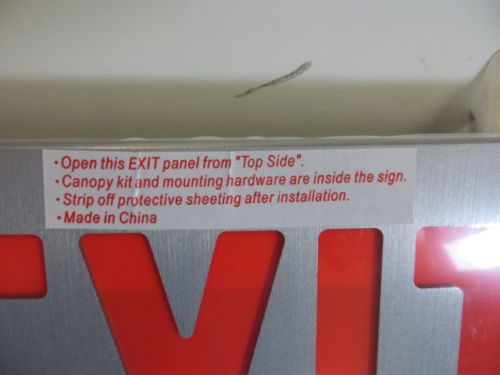 • Open this EXIT panel from "Top Side".
• Canopy kit and mounting hardware are inside the sign.
• Strip off protective sheeting after installation.
• Made in China
EXIT